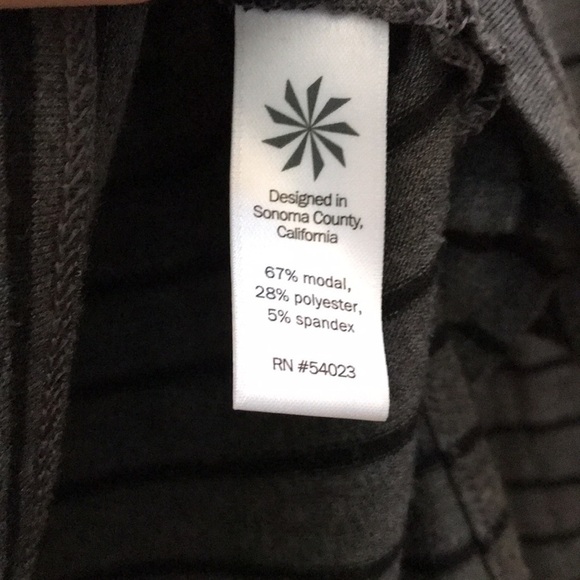 Designed in
Sonoma County,
California
67% modal,
28% polyester,
5% spandex
RN #54023